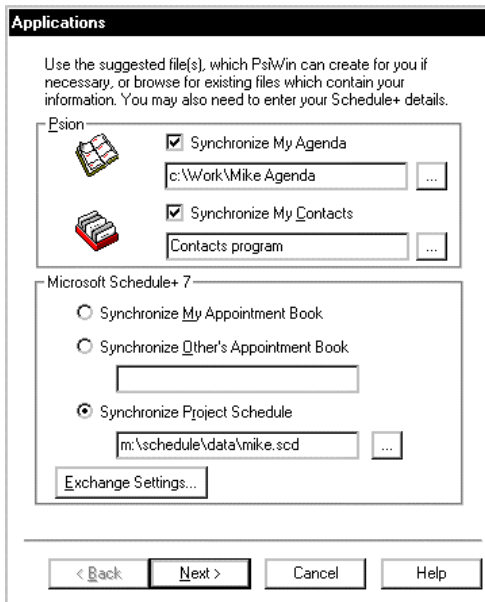 Applications
Use the suggested file(s), which PsiWin can create for you if
necessary, or browse for existing files which contain your
information. You may also need to enter your Schedule+ details.
Psion
Synchronize My Agenda
c:\Work\Mike Agenda
...
Synchronize My Contacts
Contacts program
...
Microsoft Schedule+ 7
Synchronize My Appointment Book
Synchronize Other's Appointment Book
Synchronize Project Schedule
m:\schedule\data\mike.scd
...
Exchange Settings...
< Back
Next >
Cancel
Help